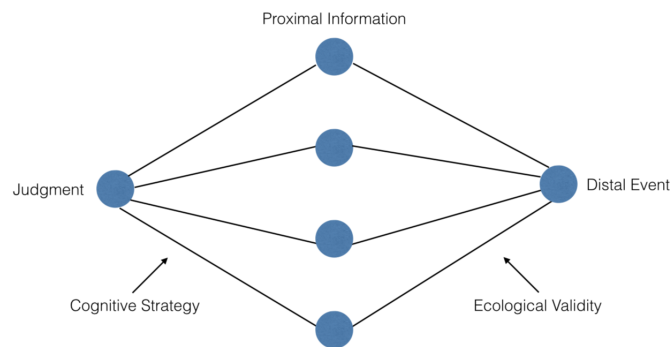 Proximal Information
Judgment
Distal Event
Cognitive Strategy
Ecological Validity